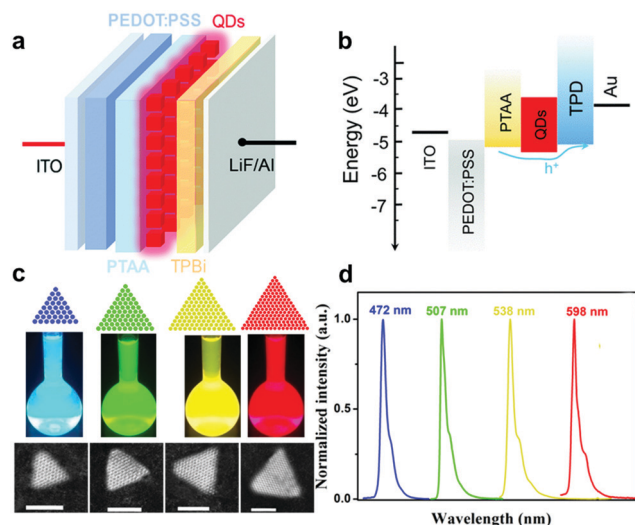 a
PEDOT:PSS
QDs
ITO
LiF/Al
PTAA
TPBi
b
Energy (eV)
-3
-4
-5
-6
-7
ITO
PEDOT:PSS
PTAA
QDs
TPD
Au
h⁺
c
d
472 nm
507 nm
538 nm
598 nm
Normalized intensity (a.u.)
1.0
0.5
0.0
Wavelength (nm)